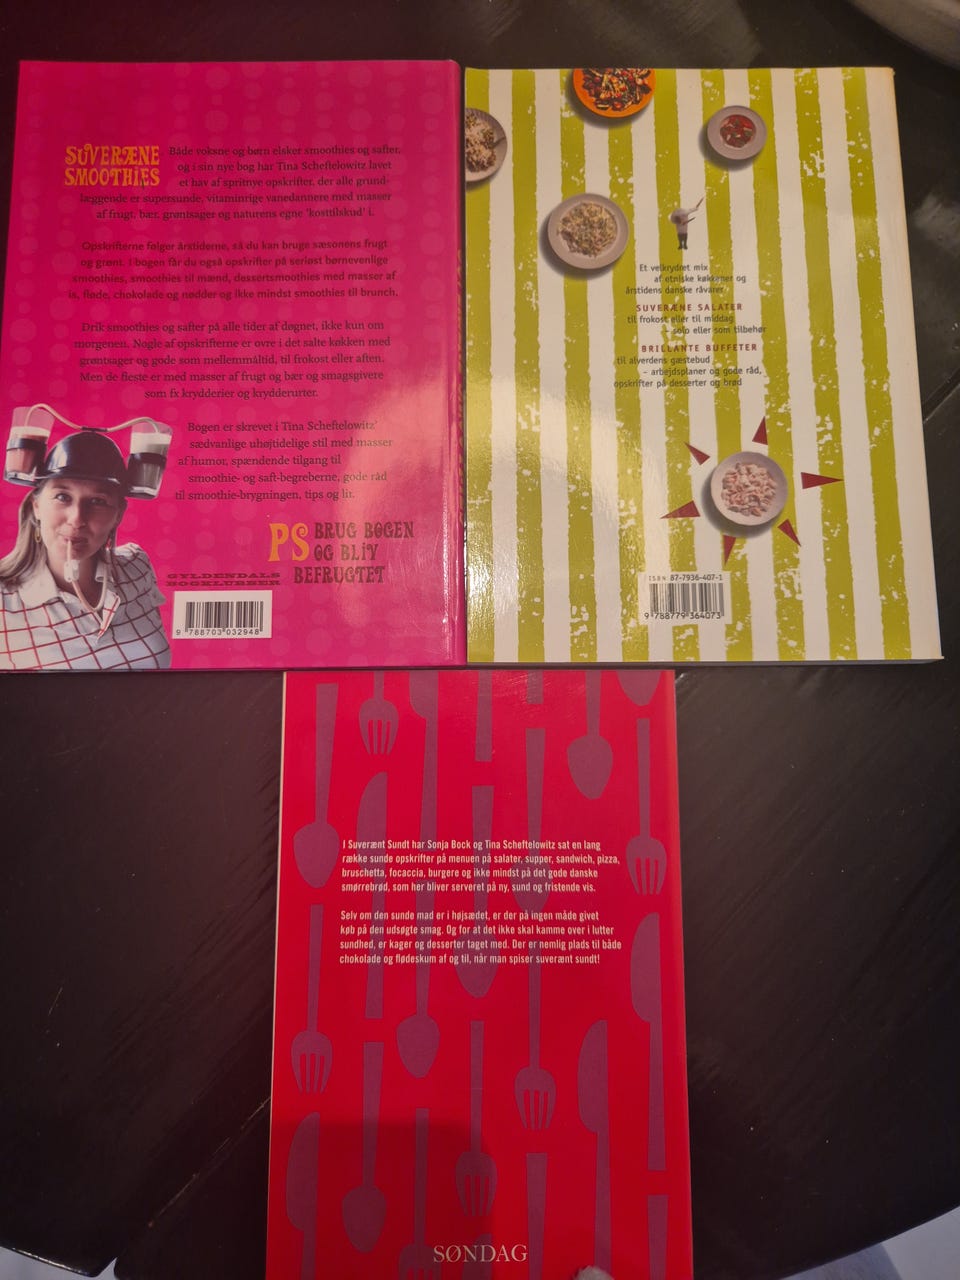 SUVERÆNE
SMOOTHIES
Både voksne og børn elsker smoothies og safter,
og i sin nye bog har Tina Scheftelowitz lavet
et hav af spritnye opskrifter, der alle grund-
læggende er supersunde, vitaminrige vanedannere med masser
af frugt, bær, grøntsager og naturens egne 'kosttilskud' i.
Opskrifterne følger årstiderne, så du kan bruge sæsonens frugt
og grønt. I bogen får du også opskrifter på seriøst børnevenlige
smoothies, smoothies til mænd, dessertsmoothies med masser af
is, fløde, chokolade og nødder og ikke mindst smoothies til brunch.
Drik smoothies og safter på alle tider af døgnet, ikke kun om
morgenen. Nogle af opskrifterne er ovre i det salte køkken med
grøntsager og gode som mellemmåltid, til frokost eller aften.
Men de fleste er med masser af frugt og bær og smagsgivere
som fx krydderier og krydderurter.
Bogen er skrevet i Tina Scheftelowitz'
sædvanlige uhøjtidelige stil med masser
af humor, spændende tilgang til
smoothie- og saft-begreberne, gode råd
til smoothie-brygningen, tips og lir.
PS BRUG BOGEN
OG BLIV
BEFRUGTET
GYLDENDALS
BOGKLUBBER
9 788703 032948
Et velkrydret mix
af etniske køkkener og
årstidens danske råvarer
SUVERÆNE SALATER
til frokost eller til middag
– solo eller som tilbehør
BRILLANTE BUFFETER
til alverdens gæstebud
– arbejdsplaner og gode råd,
opskrifter på desserter og brød
ISBN 87-7936-407-1
9 788779 364073
I Suverænt Sundt har Sonja Bock og Tina Scheftelowitz sat en lang
række sunde opskrifter på menuen på salater, supper, sandwich, pizza,
bruschetta, focaccia, burgere og ikke mindst på det gode danske
smørrebrød, som her bliver serveret på ny, sund og fristende vis.
Selv om den sunde mad er i højsædet, er der på ingen måde givet
køb på den udsøgte smag. Og for at det ikke skal kamme over i lutter
sundhed, er kager og desserter taget med. Der er nemlig plads til både
chokolade og flødeskum af og til, når man spiser suverænt sundt!
SØNDAG